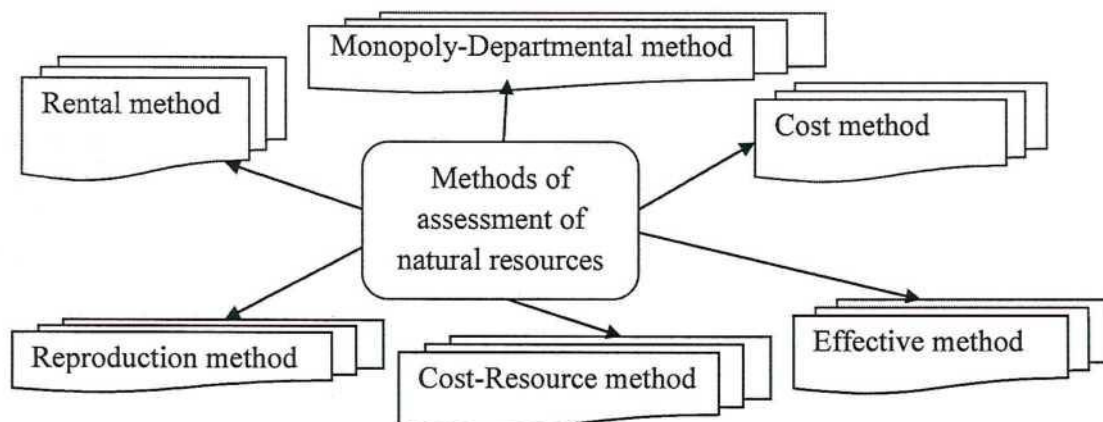 Monopoly-Departmental method
Rental method
Cost method
Methods of
assessment of
natural resources
Reproduction method
Cost-Resource method
Effective method